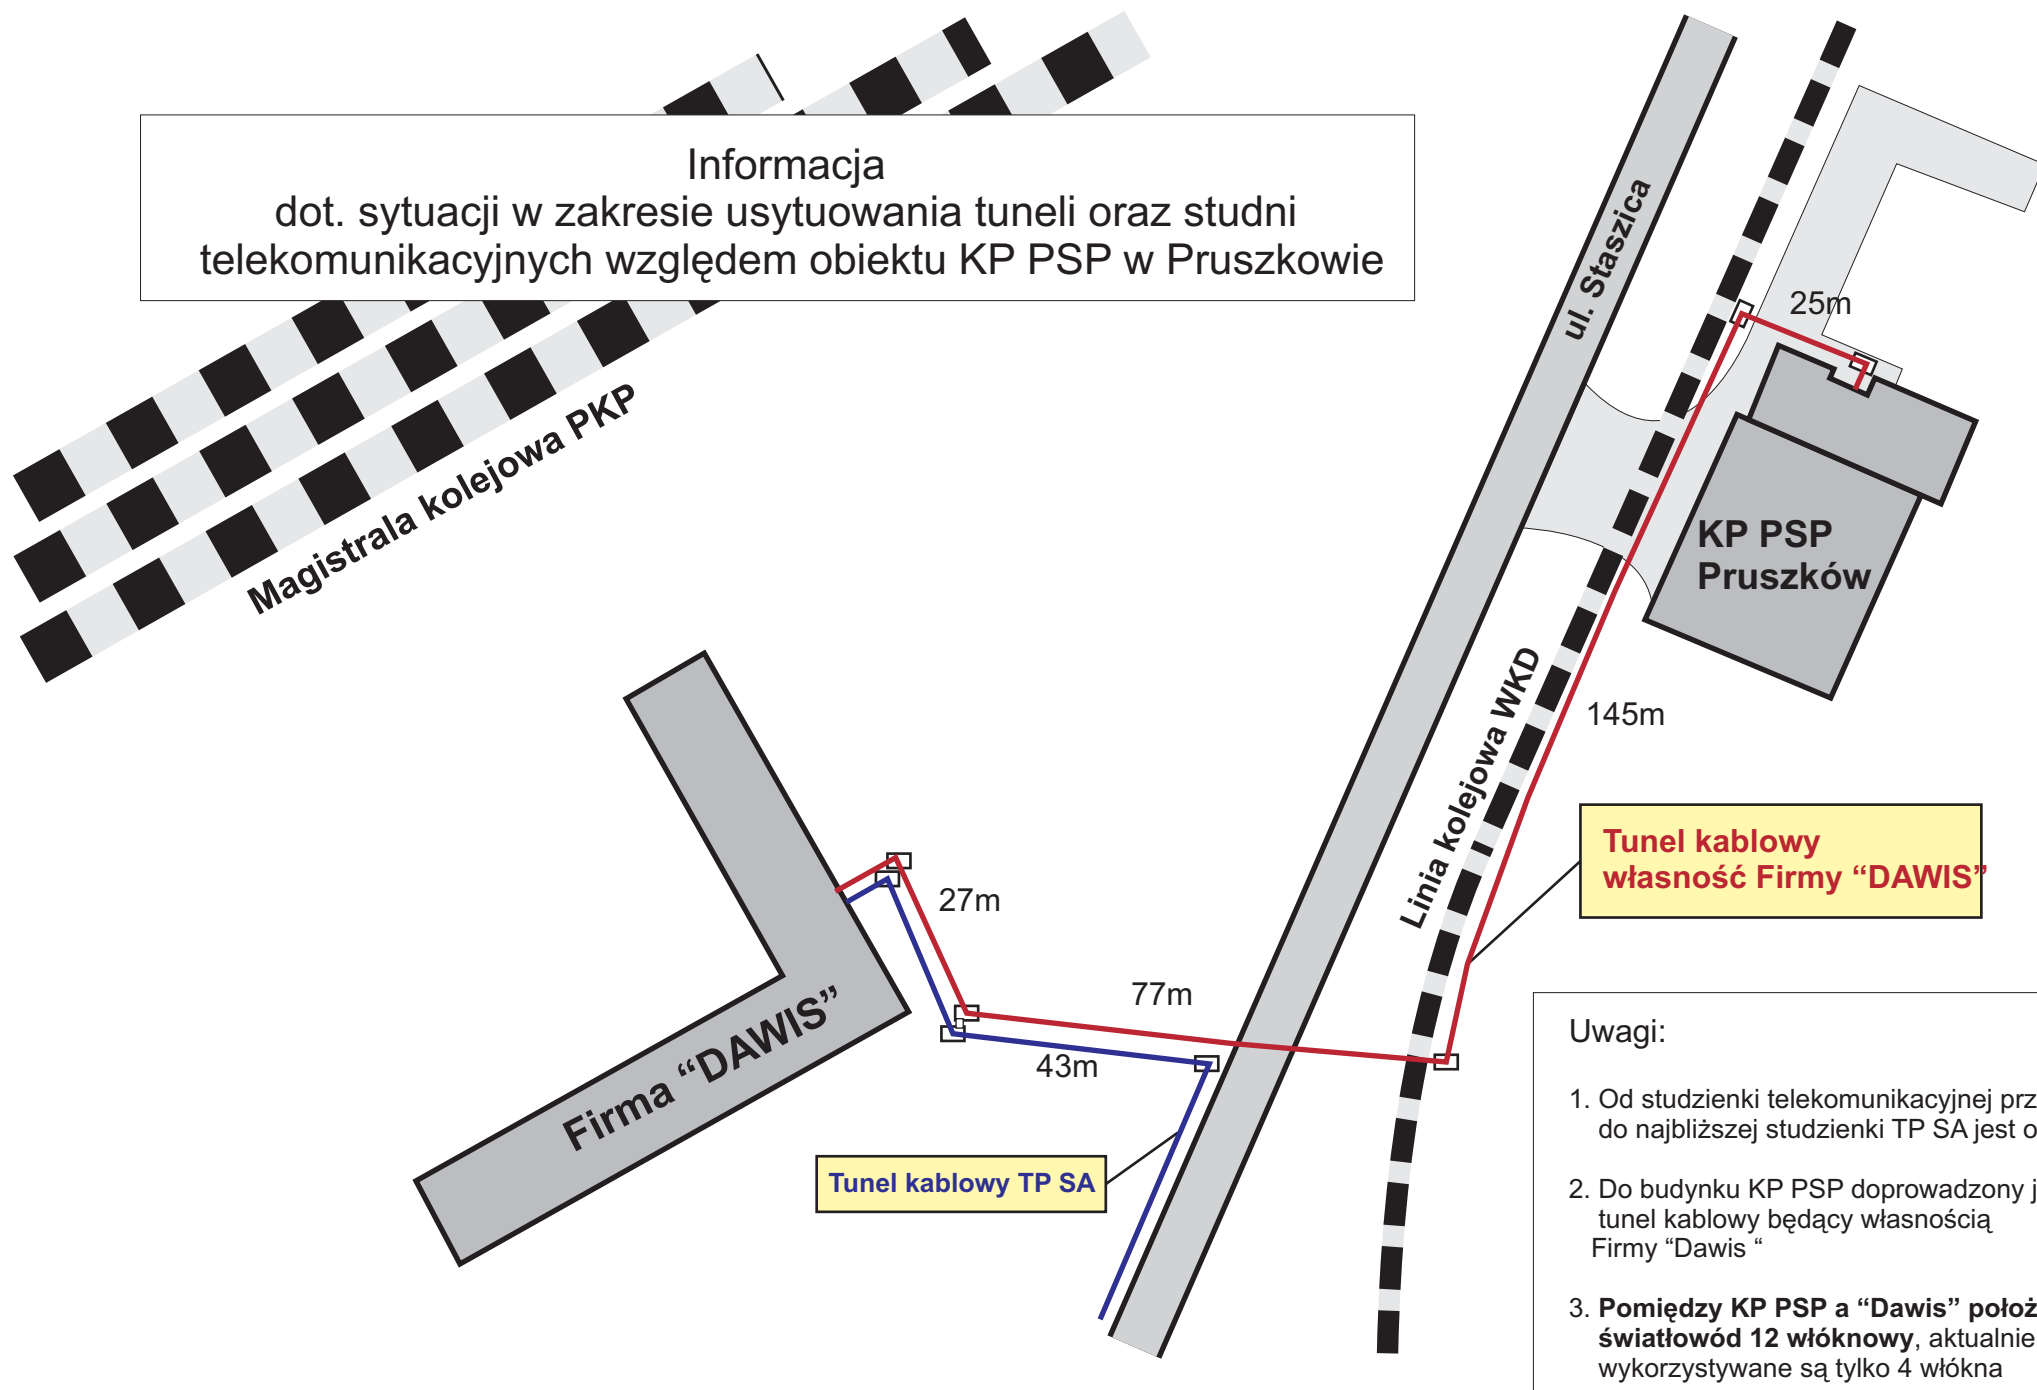 Informacja
dot. sytuacji w zakresie usytuowania tuneli oraz studni
telekomunikacyjnych względem obiektu KP PSP w Pruszkowie
ul. Staszica
25m
Magistrala kolejowa PKP
KP PSP
Pruszków
Linia kolejowa WKD
145m
Tunel kablowy
własność Firmy “DAWIS”
27m
77m
43m
Firma “DAWIS”
Tunel kablowy TP SA
Uwagi:
1. Od studzienki telekomunikacyjnej
do najbliższej studzienki TP SA jest
2. Do budynku KP PSP doprowadzony
tunel kablowy będący własnością
Firmy “Dawis “
3. Pomiędzy KP PSP a “Dawis”
światłowód 12 włóknowy, aktualnie
wykorzystywane są tylko 4 włókna